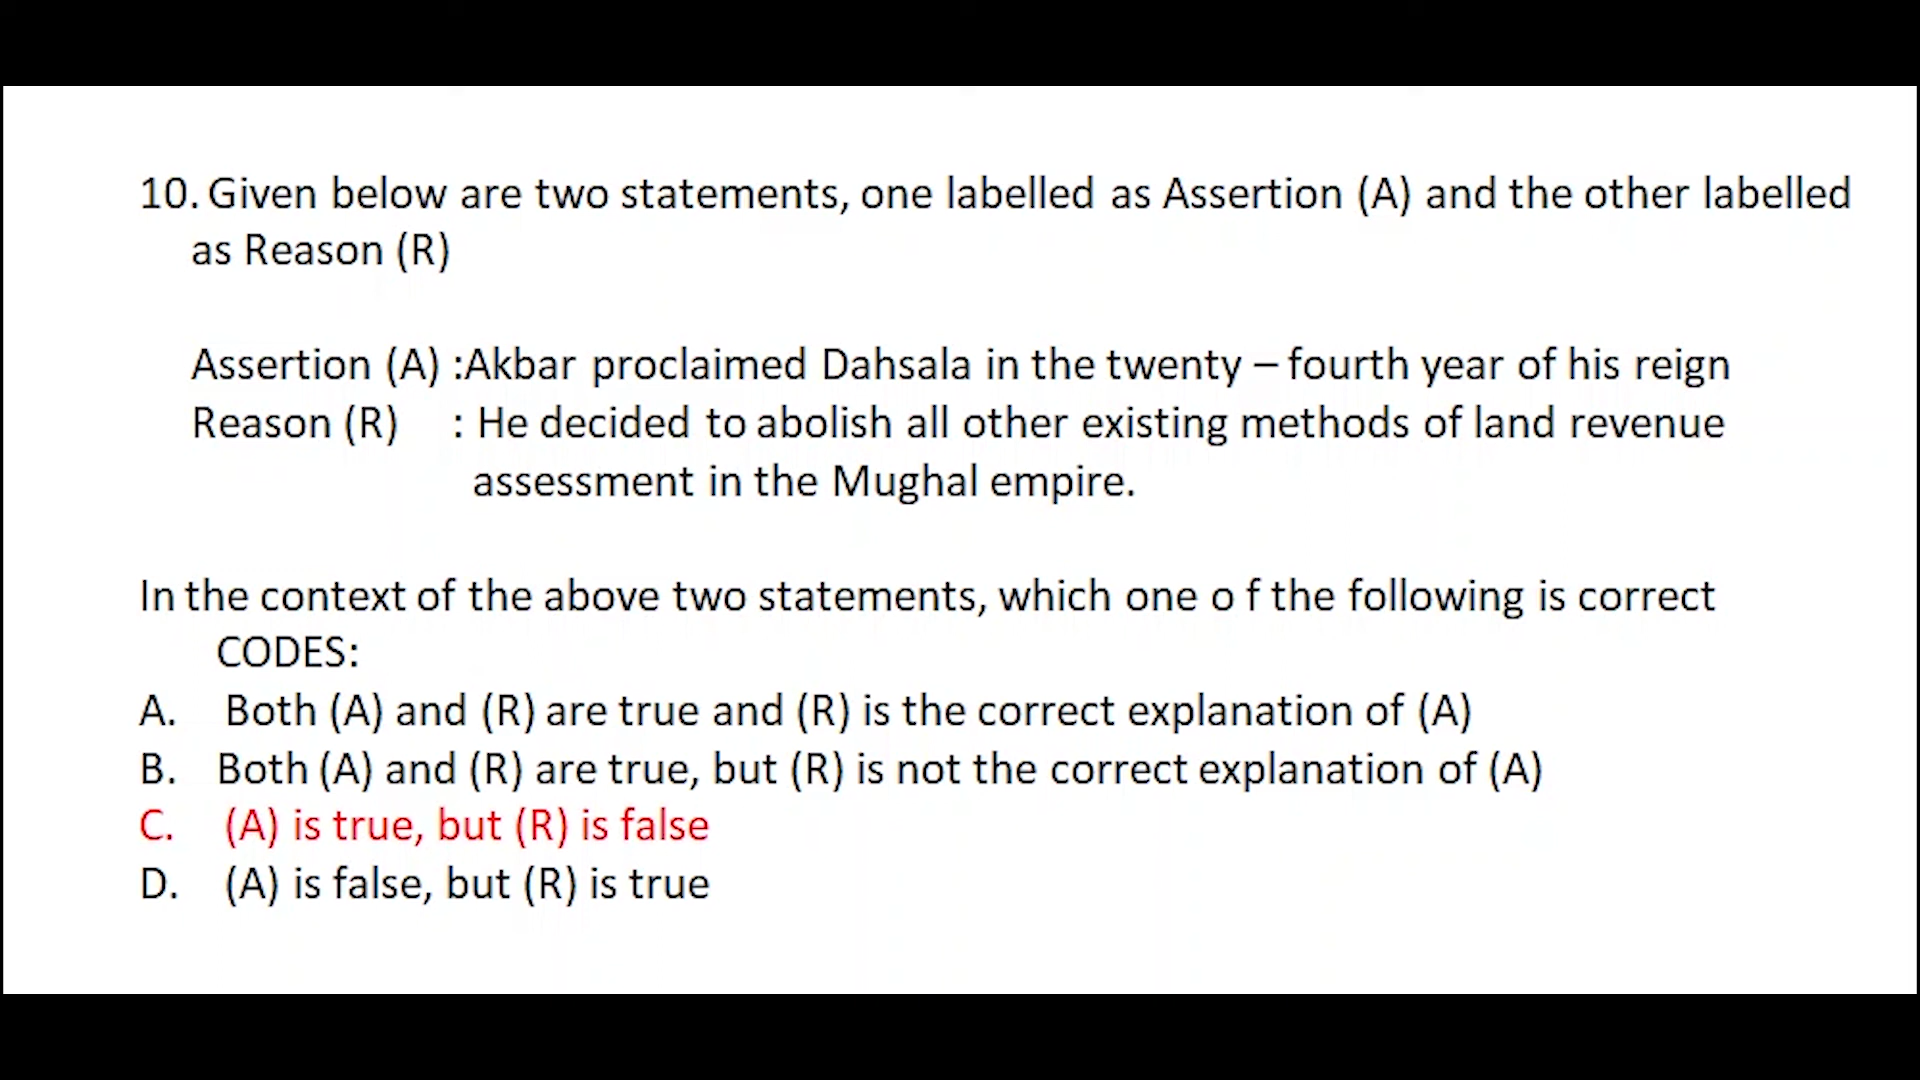 10. Given below are two statements, one labelled as Assertion (A) and the other labelled
as Reason (R)
Assertion (A) :Akbar proclaimed Dahsala in the twenty – fourth year of his reign
Reason (R) : He decided to abolish all other existing methods of land revenue
assessment in the Mughal empire.
In the context of the above two statements, which one o f the following is correct
CODES:
A. Both (A) and (R) are true and (R) is the correct explanation of (A)
B. Both (A) and (R) are true, but (R) is not the correct explanation of (A)
C. (A) is true, but (R) is false
D. (A) is false, but (R) is true